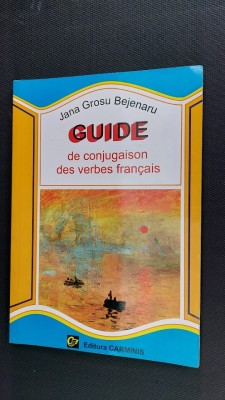 Jana Grosu Bejenaru
GUIDE
de conjugaison
des verbes français
Editura CARMINIS